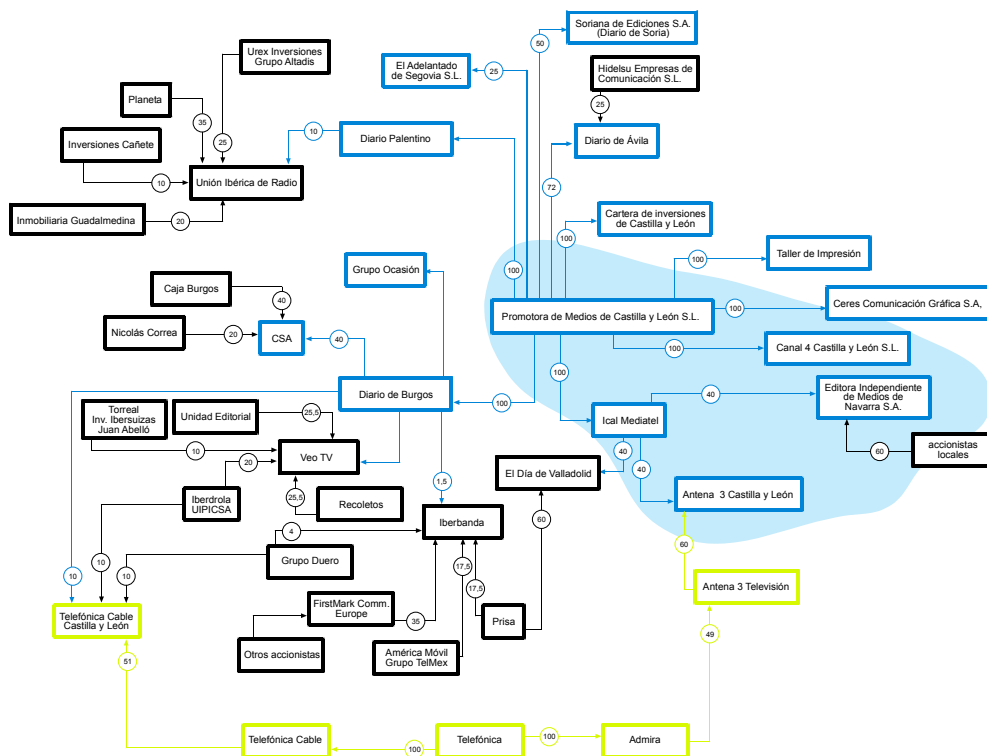 Soriana de Ediciones S.A.
(Diario de Soria)
50
Urex Inversiones
Grupo Altadis
El Adelantado
de Segovia S.L.
25
Hidelsu Empresas de
Comunicación S.L.
25
Planeta
35
25
Inversiones Cañete
10
Diario Palentino
10
Diario de Ávila
72
Unión Ibérica de Radio
Inmobiliaria Guadalmedina
20
Cartera de inversiones
de Castilla y León
100
Taller de Impresión
100
Grupo Ocasión
100
Caja Burgos
40
Promotora de Medios de Castilla y León S.L.
100
Ceres Comunicación Gráfica S.A,
Nicolás Correa
20
CSA
40
100
Canal 4 Castilla y León S.L.
100
Diario de Burgos
100
40
Editora Independiente
de Medios de
Navarra S.A.
Torreal
Inv. Ibersuizas
Juan Abelló
Unidad Editorial
25,5
Ical Mediatel
10
20
Veo TV
40
40
60
accionistas
locales
El Día de Valladolid
1,5
Iberdrola
UIPICSA
25,5
Recoletos
Antena  3 Castilla y León
Iberbanda
4
60
10
Grupo Duero
60
10
10
17,5
17,5
Antena 3 Televisión
Telefónica Cable
Castilla y León
FirstMark Comm.
Europe
35
Prisa
49
Otros accionistas
América Móvil
Grupo TelMex
51
Telefónica Cable
100
Telefónica
100
Admira